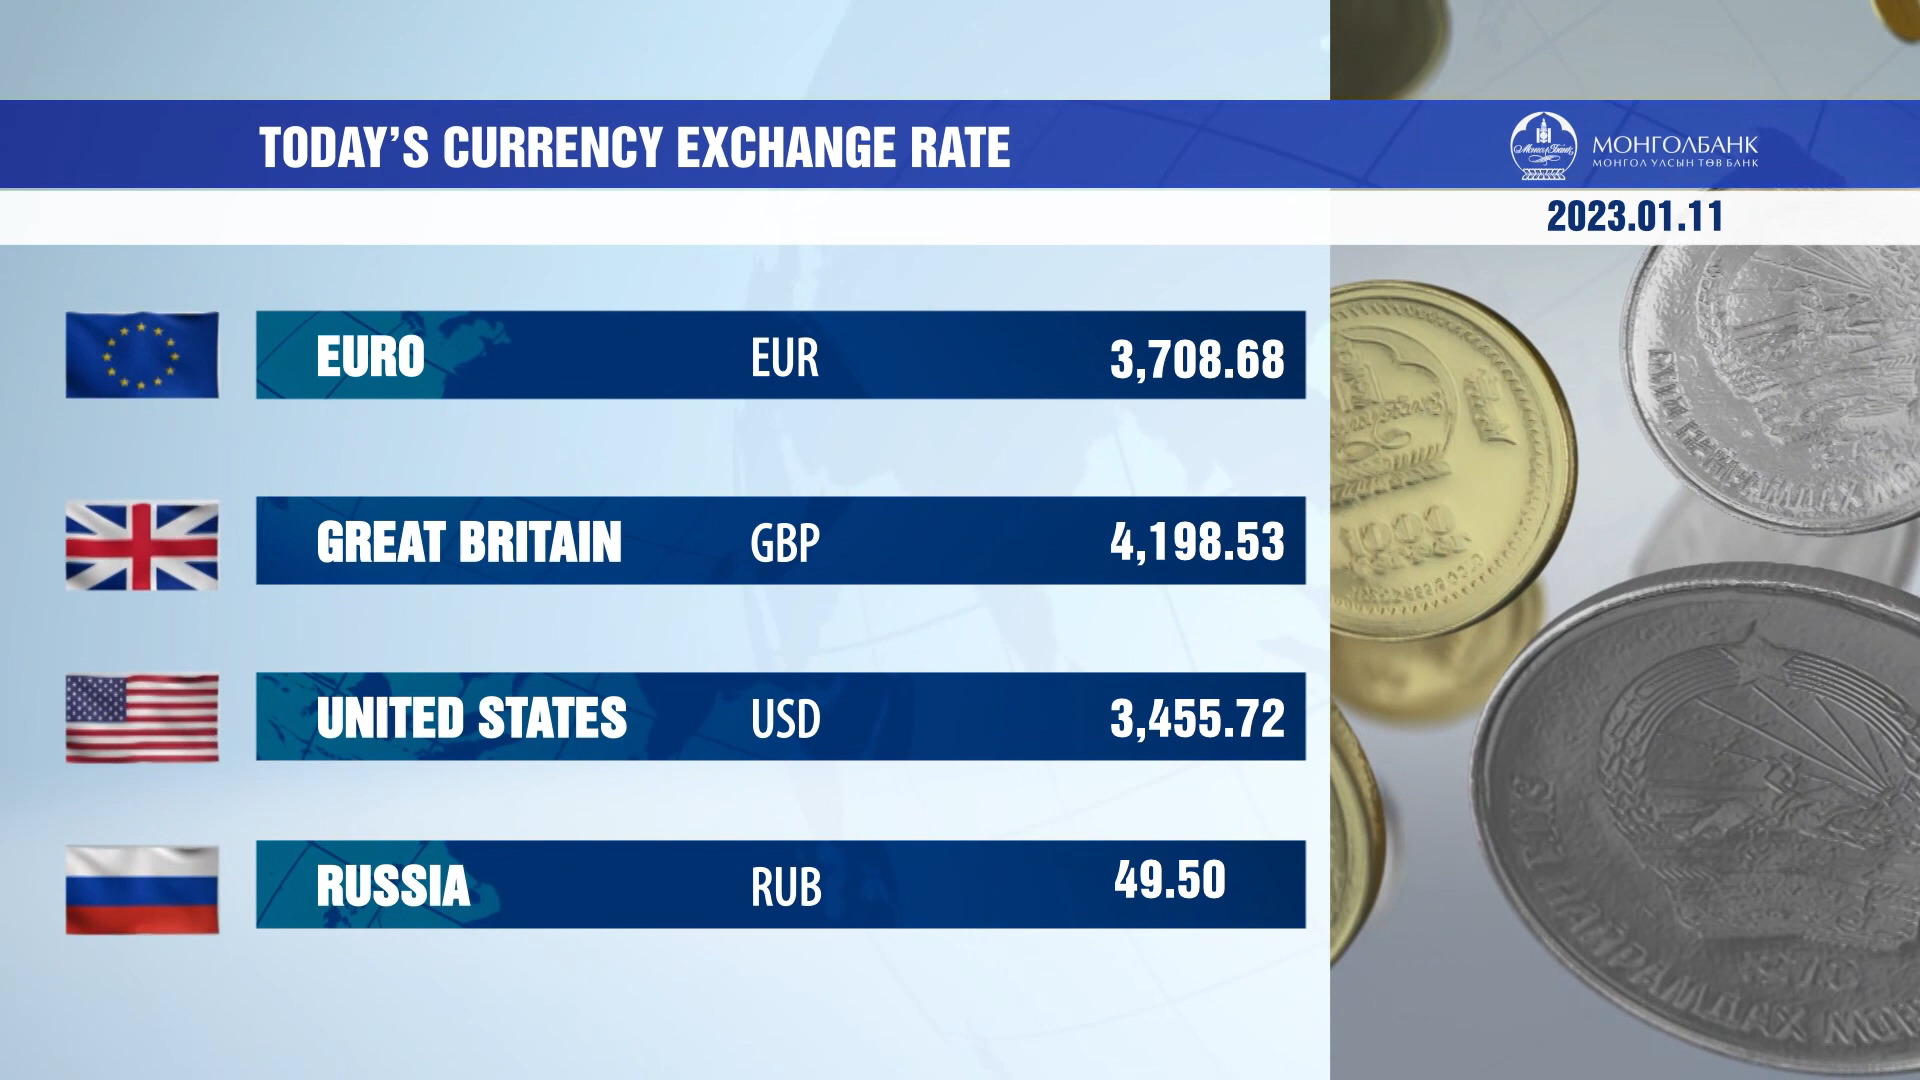 TODAY'S CURRENCY EXCHANGE RATE
МОНГОЛБАНК
МОНГОЛ УЛСЫН ТӨВ БАНК
2023.01.11
EURO EUR 3,708.68
GREAT BRITAIN GBP 4,198.53
UNITED STATES USD 3,455.72
RUSSIA RUB 49.50
1000